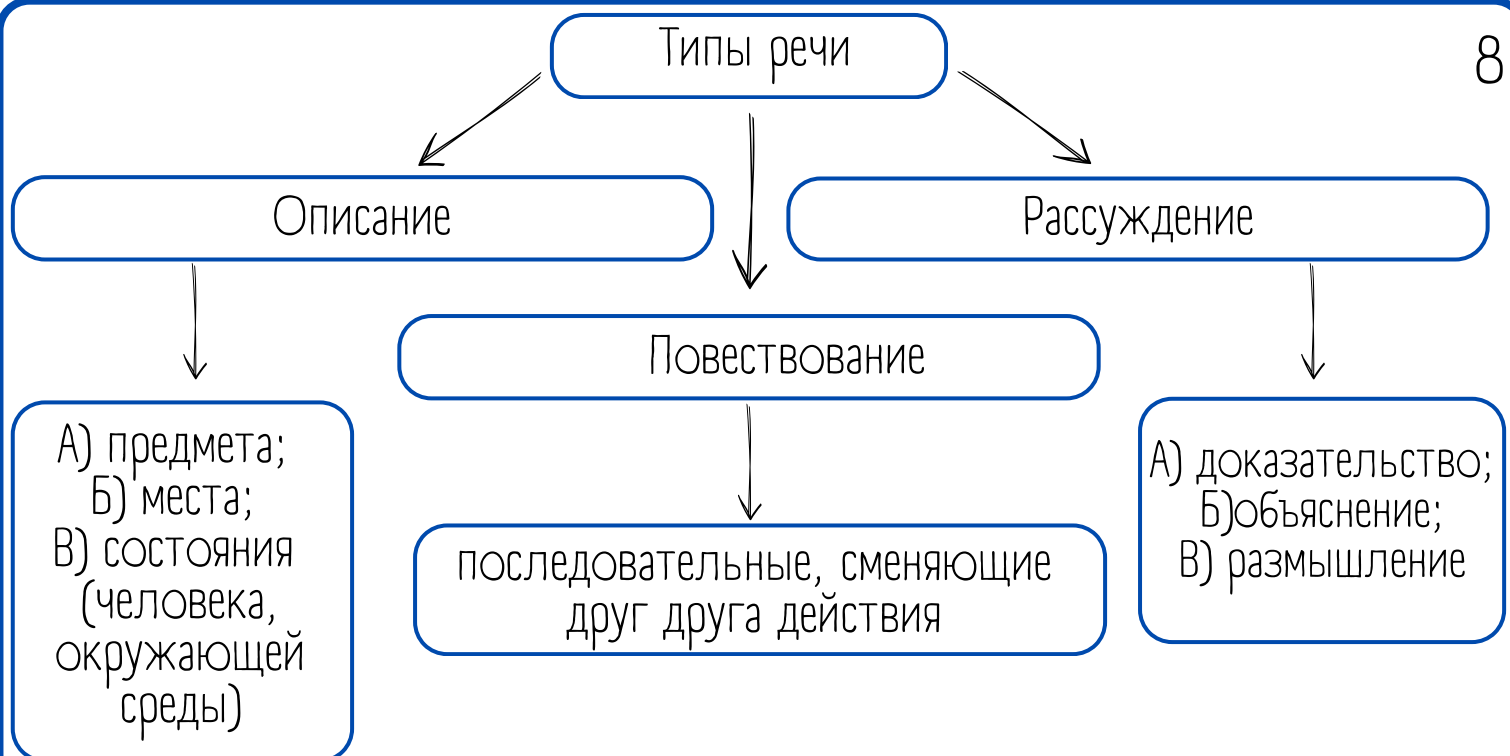 Типы речи
8
Описание
Рассуждение
Повествование
А) предмета;
Б) места;
В) состояния
(человека,
окружающей
среды)
последовательные, сменяющие
друг друга действия
А) доказательство;
Б)объяснение;
В) размышление